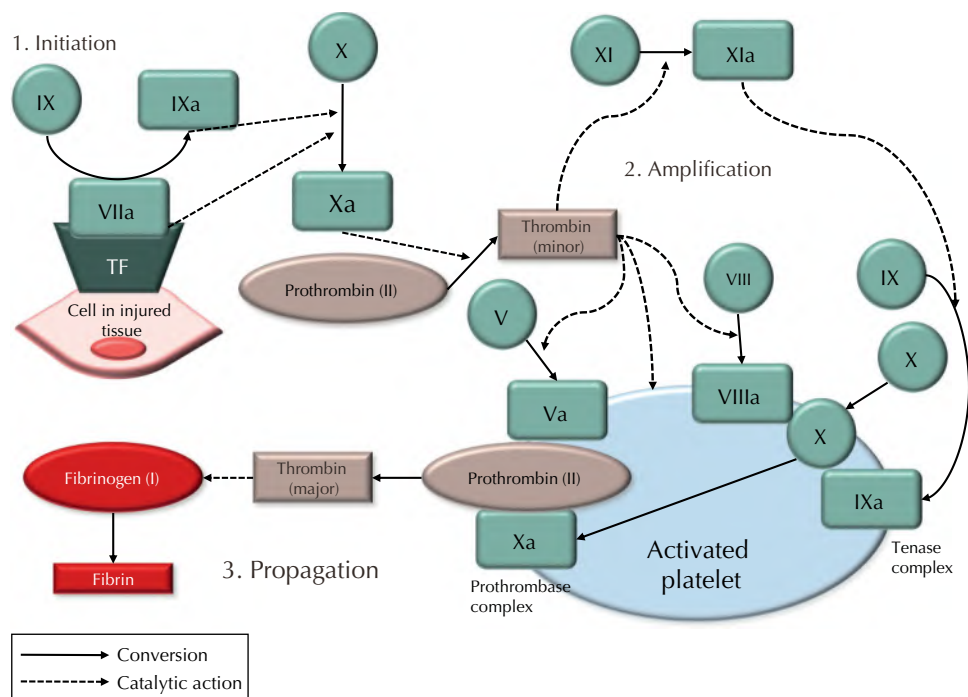 1. Initiation
IX
IXa
X
XI
XIa
VIIa
TF
Cell in injured
tissue
Xa
Prothrombin (II)
Thrombin
(minor)
2. Amplification
V
VIII
IX
X
Va
VIIIa
X
IXa
Tenase
complex
Fibrinogen (I)
Thrombin
(major)
Prothrombin (II)
Xa
Prothrombase
complex
Activated
platelet
Fibrin
3. Propagation
Conversion
Catalytic action